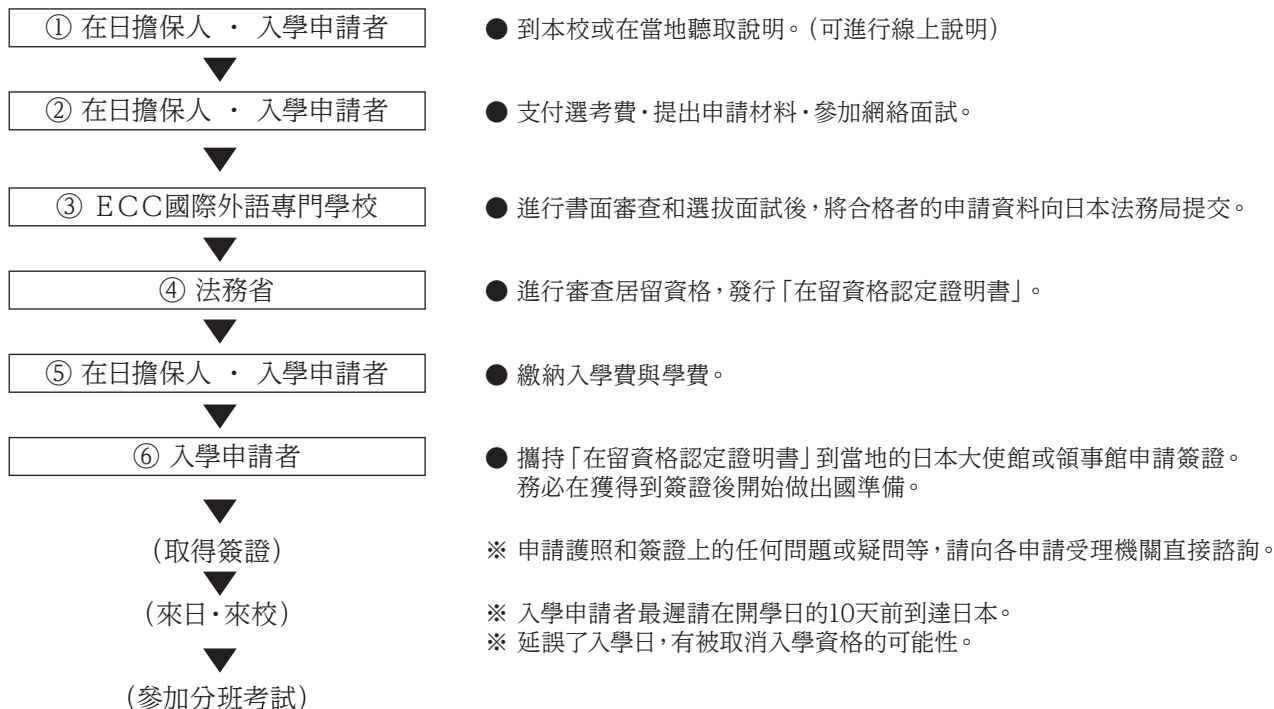 ① 在日擔保人 ・ 入學申請者
● 到本校或在當地聽取說明。(可進行線上說明)
② 在日擔保人 ・ 入學申請者
● 支付選考費・提出申請材料・參加網絡面試。
③ ECC國際外語專門學校
● 進行書面審查和選拔面試後，將合格者的申請資料向日本法務局提交。
④ 法務省
● 進行審查居留資格，發行「在留資格認定證明書」。
⑤ 在日擔保人 ・ 入學申請者
● 繳納入學費與學費。
⑥ 入學申請者
● 攜持「在留資格認定證明書」到當地的日本大使館或領事館申請簽證。
務必在獲得到簽證後開始做出國準備。
(取得簽證)
※ 申請護照和簽證上的任何問題或疑問等，請向各申請受理機關直接諮詢。
(來日・來校)
※ 入學申請者最遲請在開學日的10天前到達日本。
※ 延誤了入學日，有被取消入學資格的可能性。
(參加分班考試)